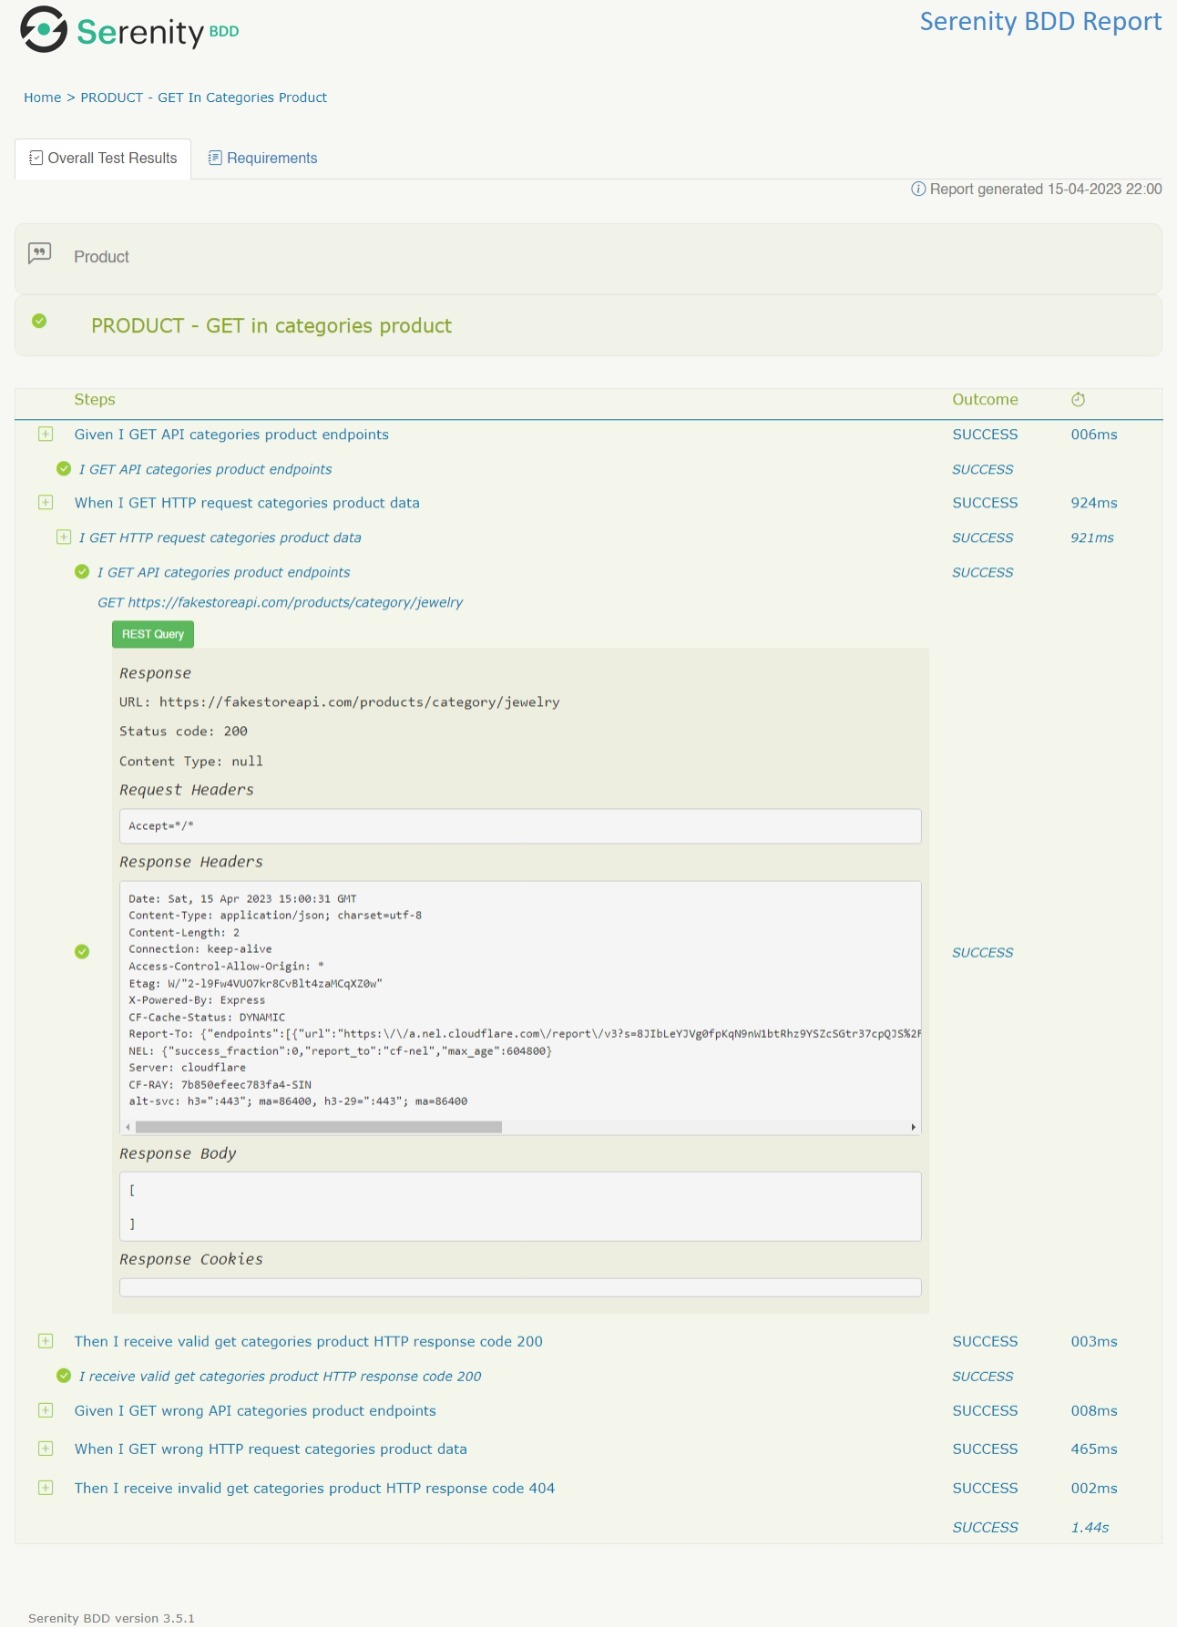 Serenity BDD
Serenity BDD Report
Home > PRODUCT - GET In Categories Product
Overall Test Results Requirements
Report generated 15-04-2023 22:00
Product
PRODUCT - GET in categories product
Steps Outcome
Given I GET API categories product endpoints SUCCESS 006ms
I GET API categories product endpoints SUCCESS
When I GET HTTP request categories product data SUCCESS 924ms
I GET HTTP request categories product data SUCCESS 921ms
I GET API categories product endpoints SUCCESS
GET https://fakestoreapi.com/products/category/jewelry
REST Query
Response
URL: https://fakestoreapi.com/products/category/jewelry
Status code: 200
Content Type: null
Request Headers
Accept=*/*
Response Headers
Date: Sat, 15 Apr 2023 15:00:31 GMT
Content-Type: application/json; charset=utf-8
Content-Length: 2
Connection: keep-alive
Access-Control-Allow-Origin: *
Etag: W/"2-l9Fw4VUO7kr8CvBlt4zaMCqXZ0w"
X-Powered-By: Express
CF-Cache-Status: DYNAMIC
Report-To: {"endpoints":[{"url":"https:\/\/a.nel.cloudflare.com\/report\/v3?s=8JIbLeYJVg0fpKqN9nW1btRhz9YSZcSGtr37cpQJS%2F
NEL: {"success_fraction":0,"report_to":"cf-nel","max_age":604800}
Server: cloudflare
CF-RAY: 7b850efeec783fa4-SIN
alt-svc: h3=":443"; ma=86400, h3-29=":443"; ma=86400
SUCCESS
Response Body
[
]
Response Cookies
Then I receive valid get categories product HTTP response code 200 SUCCESS 003ms
I receive valid get categories product HTTP response code 200 SUCCESS
Given I GET wrong API categories product endpoints SUCCESS 008ms
When I GET wrong HTTP request categories product data SUCCESS 465ms
Then I receive invalid get categories product HTTP response code 404 SUCCESS 002ms
SUCCESS 1.44s
Serenity BDD version 3.5.1